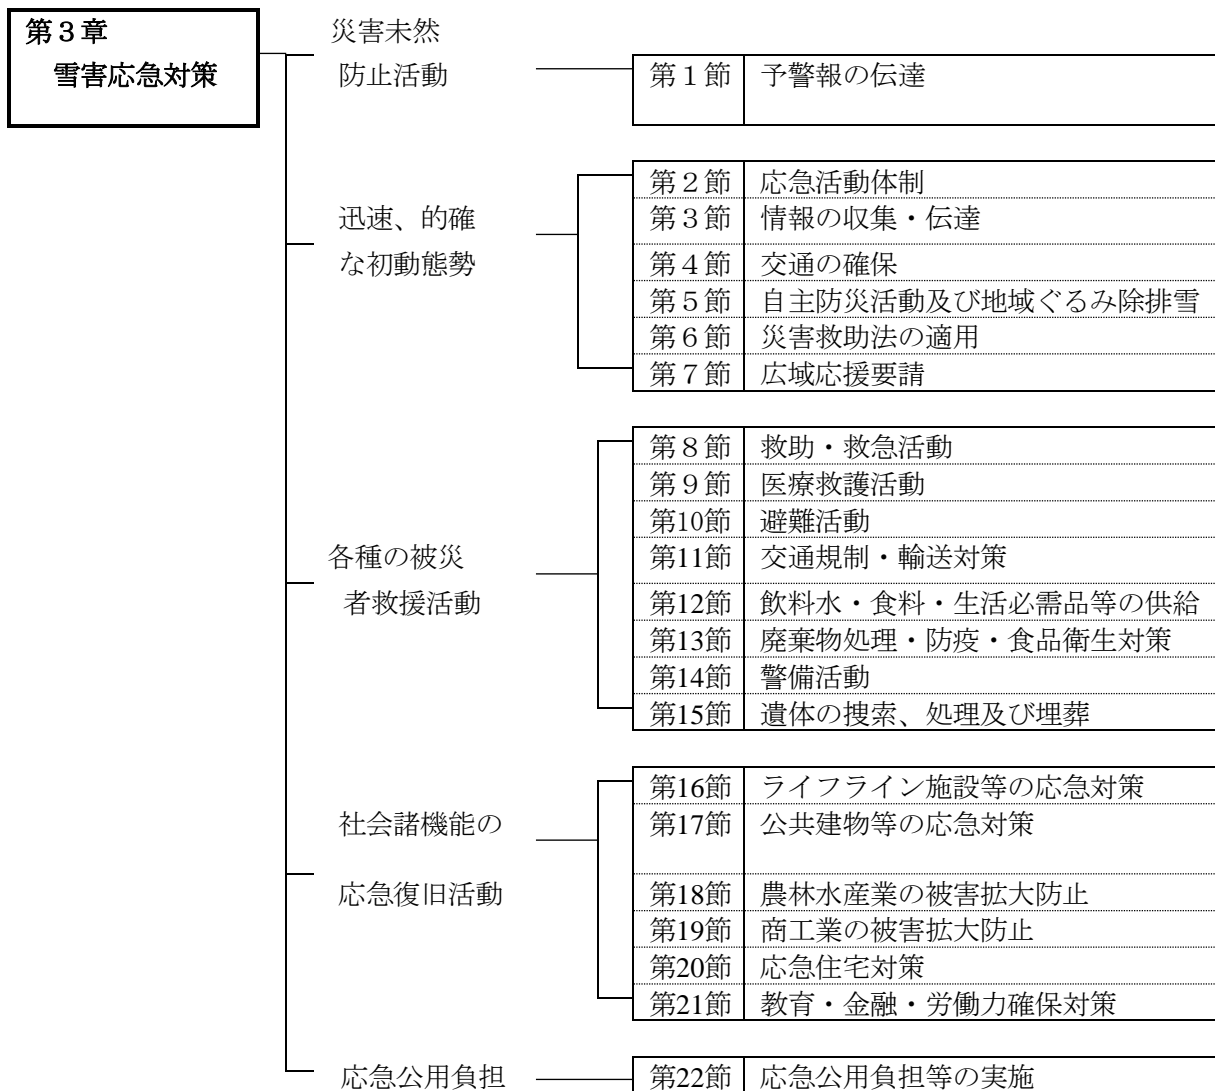 第３章
雪害応急対策
災害未然
防止活動
第１節 予警報の伝達
迅速、的確
な初動態勢
第２節 応急活動体制
第３節 情報の収集・伝達
第４節 交通の確保
第５節 自主防災活動及び地域ぐるみ除排雪
第６節 災害救助法の適用
第７節 広域応援要請
各種の被災
者救援活動
第８節 救助・救急活動
第９節 医療救護活動
第10節 避難活動
第11節 交通規制・輸送対策
第12節 飲料水・食料・生活必需品等の供給
第13節 廃棄物処理・防疫・食品衛生対策
第14節 警備活動
第15節 遺体の捜索、処理及び埋葬
社会諸機能の
応急復旧活動
第16節 ライフライン施設等の応急対策
第17節 公共建物等の応急対策
第18節 農林水産業の被害拡大防止
第19節 商工業の被害拡大防止
第20節 応急住宅対策
第21節 教育・金融・労働力確保対策
応急公用負担
第22節 応急公用負担等の実施